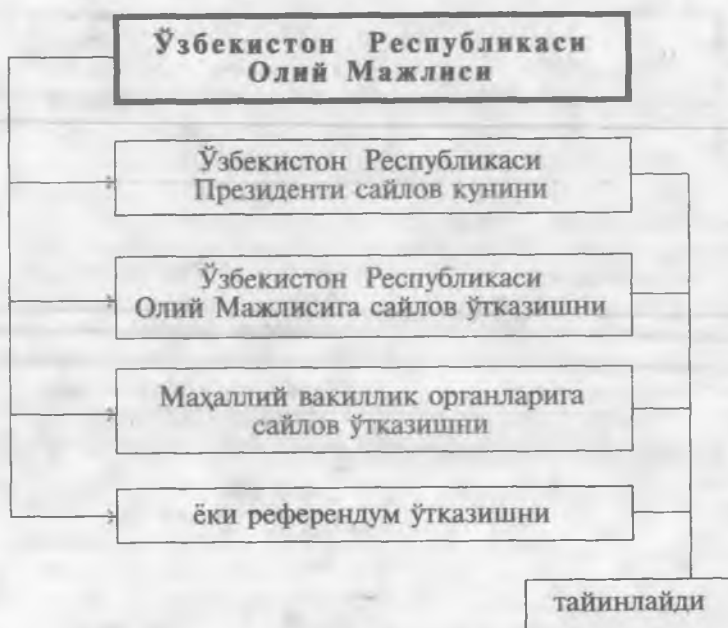 Ўзбекистон Республикаси
Олий Мажлиси
Ўзбекистон Республикаси
Президенти сайлов кунини
Ўзбекистон Республикаси
Олий Мажлисига сайлов ўтказишни
Маҳаллий вакиллик органларига
сайлов ўтказишни
ёки референдум ўтказишни
тайинлайди